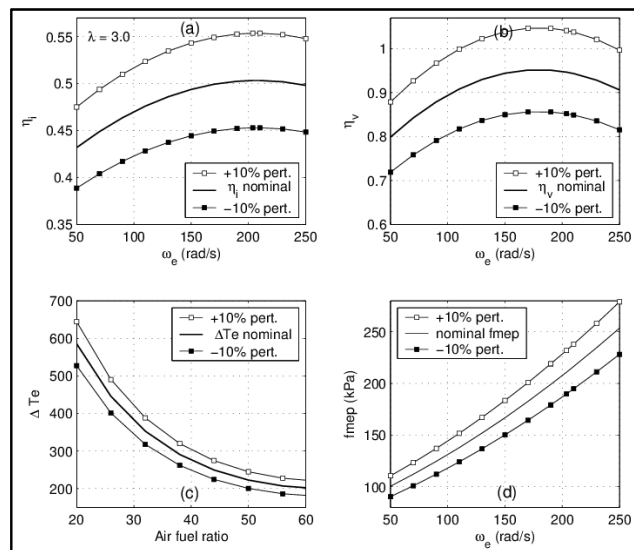 (a)
λ = 3.0
0.55
0.5
0.45
0.4
0.35
η_i
+10% pert.
η_i nominal
−10% pert.
50 100 150 200 250
ω_e (rad/s)
(b)
1
0.9
0.8
0.7
0.6
η_v
+10% pert.
η_v nominal
−10% pert.
50 100 150 200 250
ω_e (rad/s)
700
600
500
400
300
200
Δ Te
+10% pert.
ΔTe nominal
−10% pert.
(c)
20 30 40 50 60
Air fuel ratio
250
200
150
100
fmep (kPa)
+10% pert.
nominal fmep
−10% pert.
(d)
50 100 150 200 250
ω_e (rad/s)